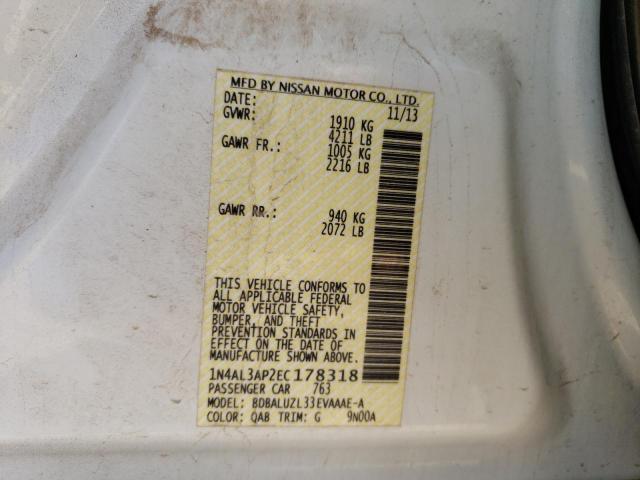 MFD BY NISSAN MOTOR CO., LTD.
DATE: 11/13
GVWR: 1910 KG
4211 LB
GAWR FR.: 1005 KG
2216 LB
GAWR RR.: 940 KG
2072 LB
THIS VEHICLE CONFORMS TO
ALL APPLICABLE FEDERAL
MOTOR VEHICLE SAFETY,
BUMPER, AND THEFT
PREVENTION STANDARDS IN
EFFECT ON THE DATE OF
MANUFACTURE SHOWN ABOVE.
1N4AL3AP2EC178318
PASSENGER CAR 763
MODEL: BDBALUZL33EVAAAE-A
COLOR: QAB TRIM: G 9N00A